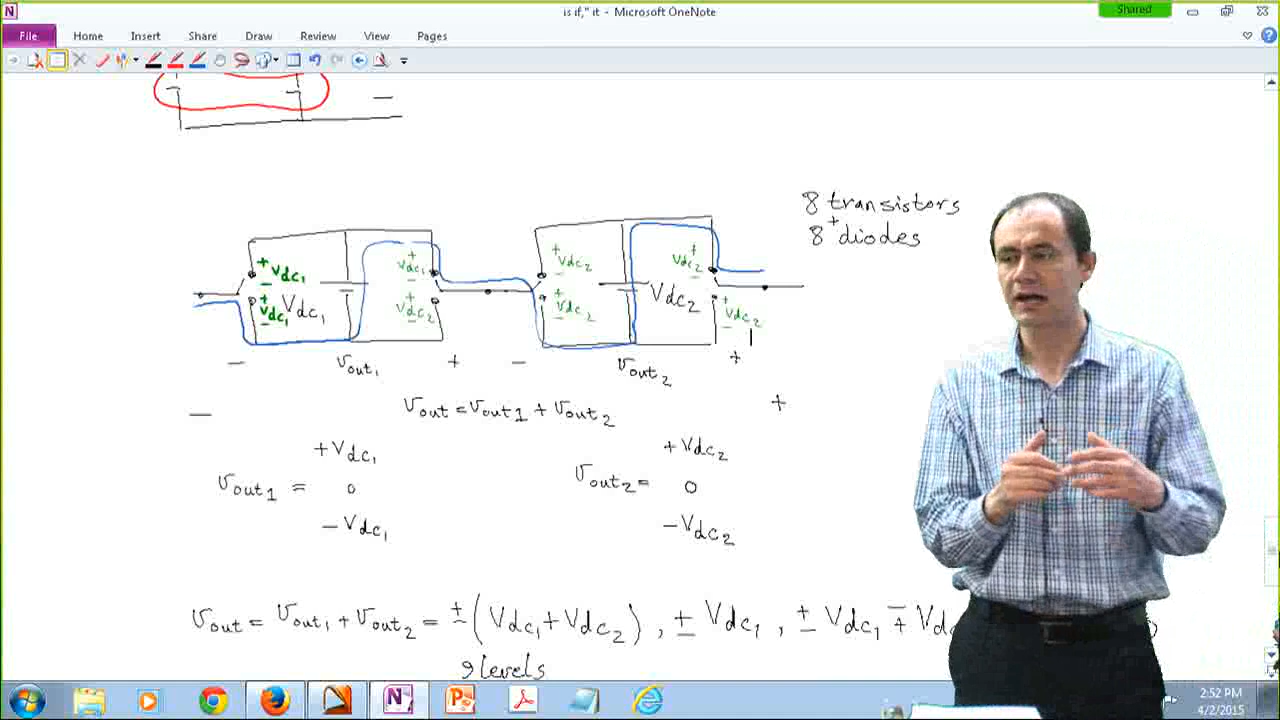 is if," it - Microsoft OneNote
Shared
File Home Insert Share Draw Review View Pages
8 transistors
+
8 diodes
+ Vdc1 -
+ Vdc1 -
Vdc1
+ Vdc1 -
+ Vdc2 -
+ Vdc2 -
+ Vdc2 -
Vdc2
+ Vdc2 -
+ Vdc2 -
- Vout1 + - Vout2 +
- Vout = Vout1 + Vout2 +
+ Vdc1 + Vdc2
Vout1 = 0 Vout2 = 0
- Vdc1 - Vdc2
Vout = Vout1 + Vout2 = ± (Vdc1 + Vdc2), ± Vdc1, ± Vdc1 ∓
9 levels
2:52 PM
4/2/2015